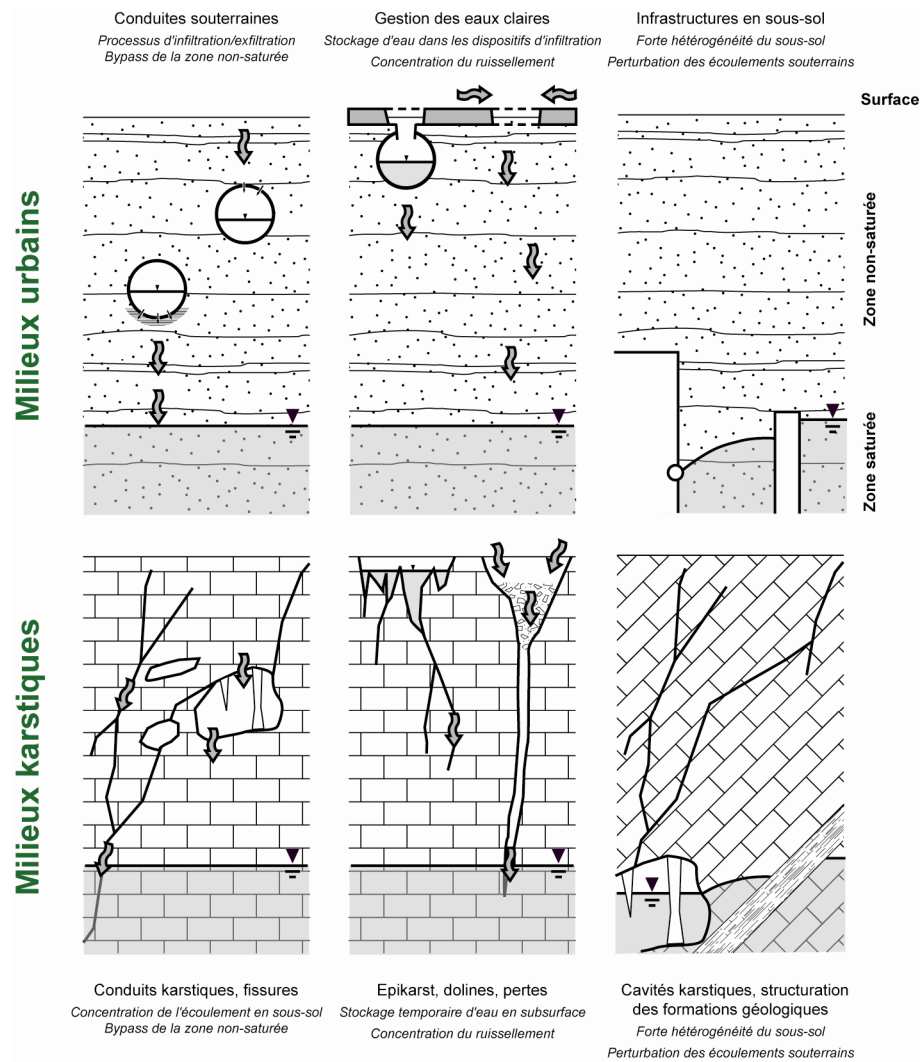 Conduites souterraines
Processus d'infiltration/exfiltration
Bypass de la zone non-saturée
Gestion des eaux claires
Stockage d'eau dans les dispositifs d'infiltration
Concentration du ruissellement
Infrastructures en sous-sol
Forte hétérogénéité du sous-sol
Perturbation des écoulements souterrains
Surface
Milieux urbains
Zone non-saturée
Zone saturée
Milieux karstiques
Conduits karstiques, fissures
Concentration de l'écoulement en sous-sol
Bypass de la zone non-saturée
Epikarst, dolines, pertes
Stockage temporaire d'eau en subsurface
Concentration du ruissellement
Cavités karstiques, structuration
des formations géologiques
Forte hétérogénéité du sous-sol
Perturbation des écoulements souterrains